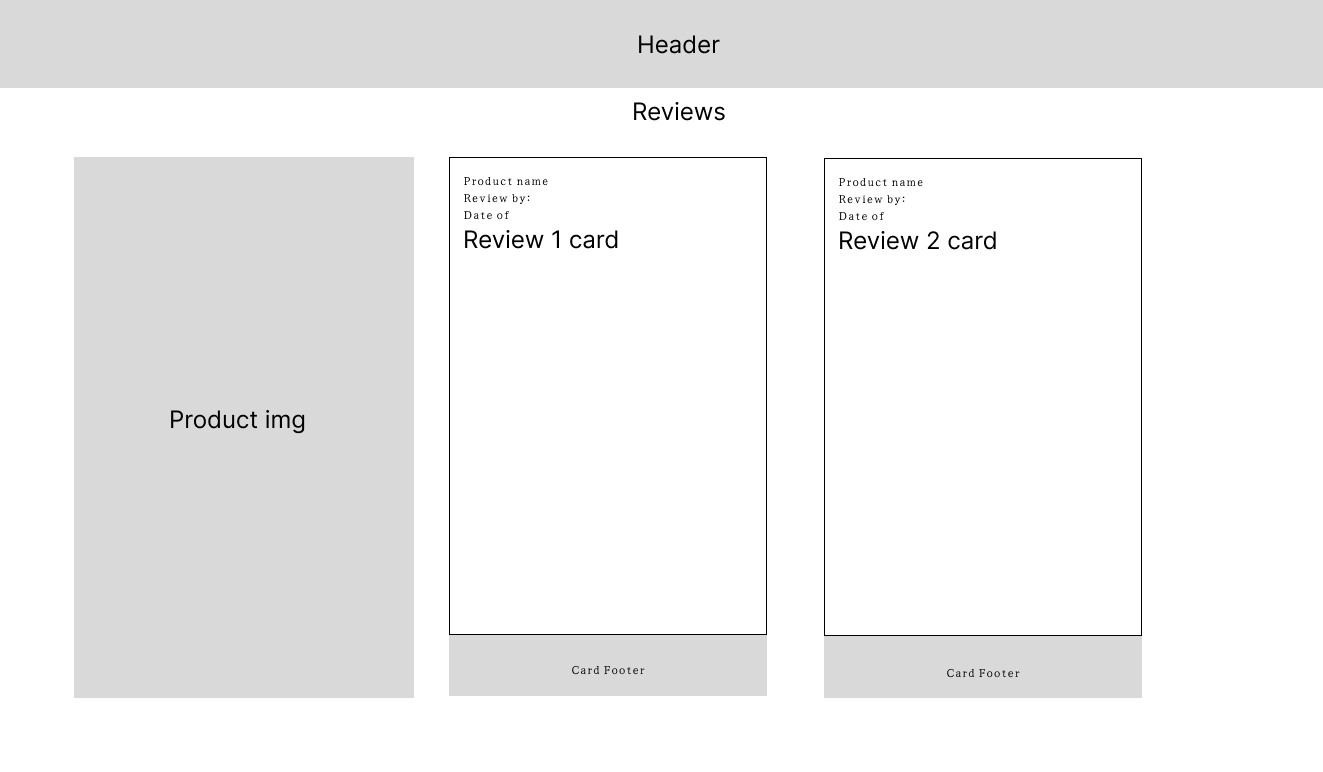 Header
Reviews
Product img
Product name
Review by:
Date of
Review 1 card
Card Footer
Product name
Review by:
Date of
Review 2 card
Card Footer